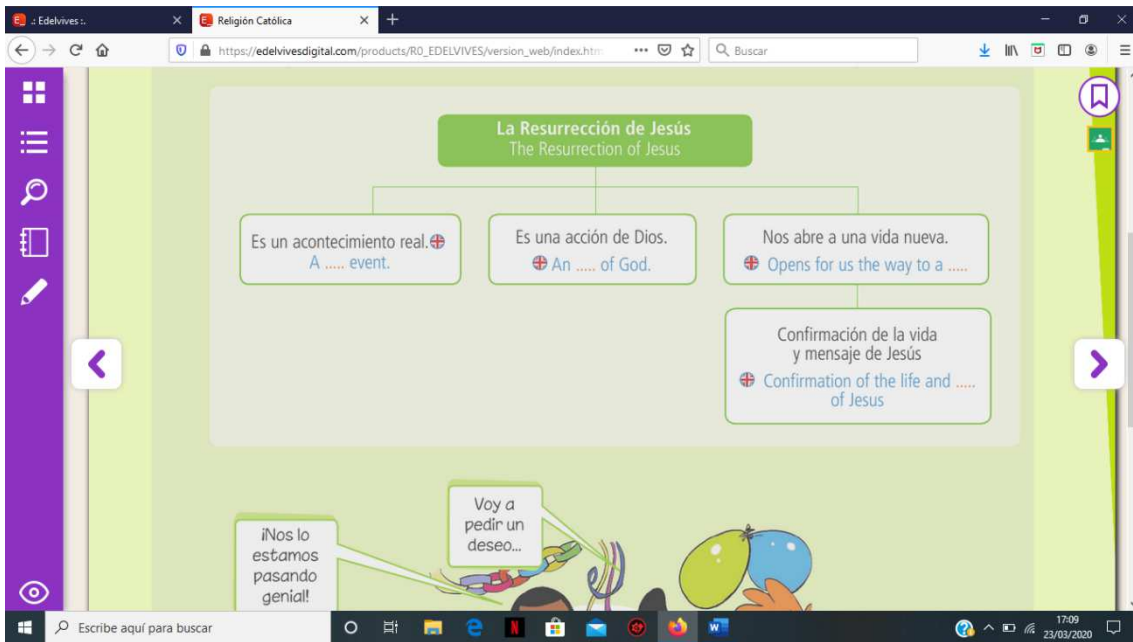 .: Edelvives :.
Religión Católica
https://edelvivesdigital.com/products/R0_EDELVIVES/version_web/index.htm
Buscar
La Resurrección de Jesús
The Resurrection of Jesus
Es un acontecimiento real.
A ..... event.
Es una acción de Dios.
An ..... of God.
Nos abre a una vida nueva.
Opens for us the way to a .....
Confirmación de la vida
y mensaje de Jesús
Confirmation of the life and .....
of Jesus
Voy a
pedir un
deseo...
¡Nos lo
estamos
pasando
genial!
Escribe aquí para buscar
17:09
23/03/2020